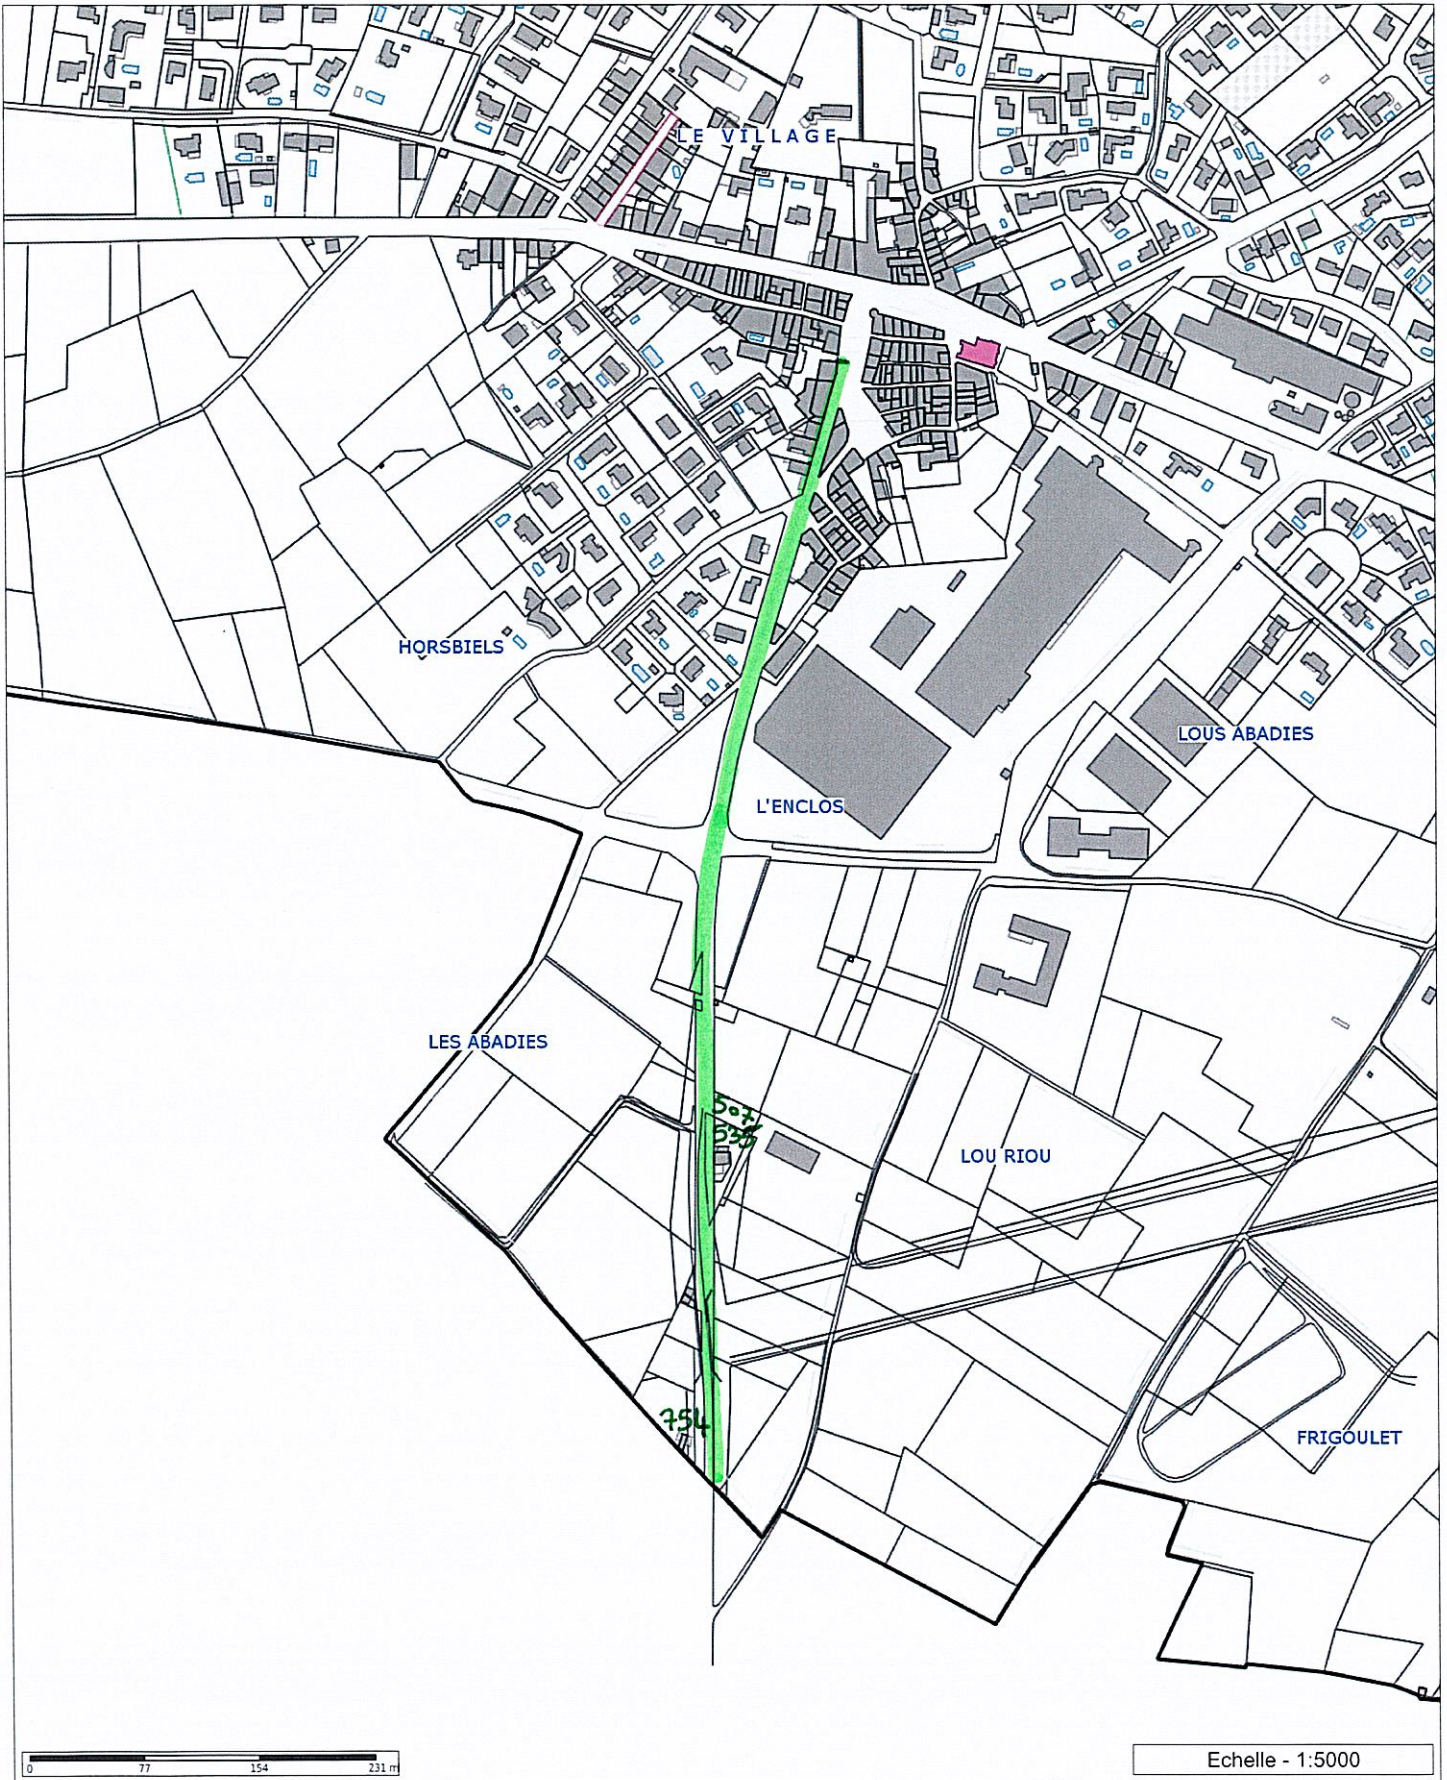 LE VILLAGE
HORSBIELS
LOUS ABADIES
L'ENCLOS
LES ABADIES
507
535
LOU RIOU
754
FRIGOULET
0 77 154 231 m
Echelle - 1:5000